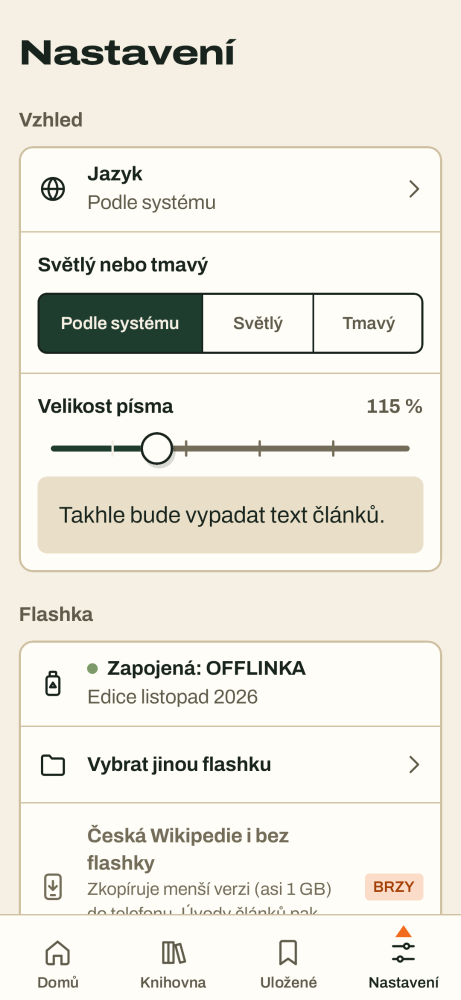 Nastavení
Vzhled
Jazyk
Podle systému
Světlý nebo tmavý
Podle systému
Světlý
Tmavý
Velikost písma
115 %
Takhle bude vypadat text článků.
Flashka
Zapojená: OFFLINKA
Edice listopad 2026
Vybrat jinou flashku
Česká Wikipedie i bez
flashky
Zkopíruje menší verzi (asi 1 GB)
do telefonu. Úvody článků pak
BRZY
Domů
Knihovna
Uložené
Nastavení